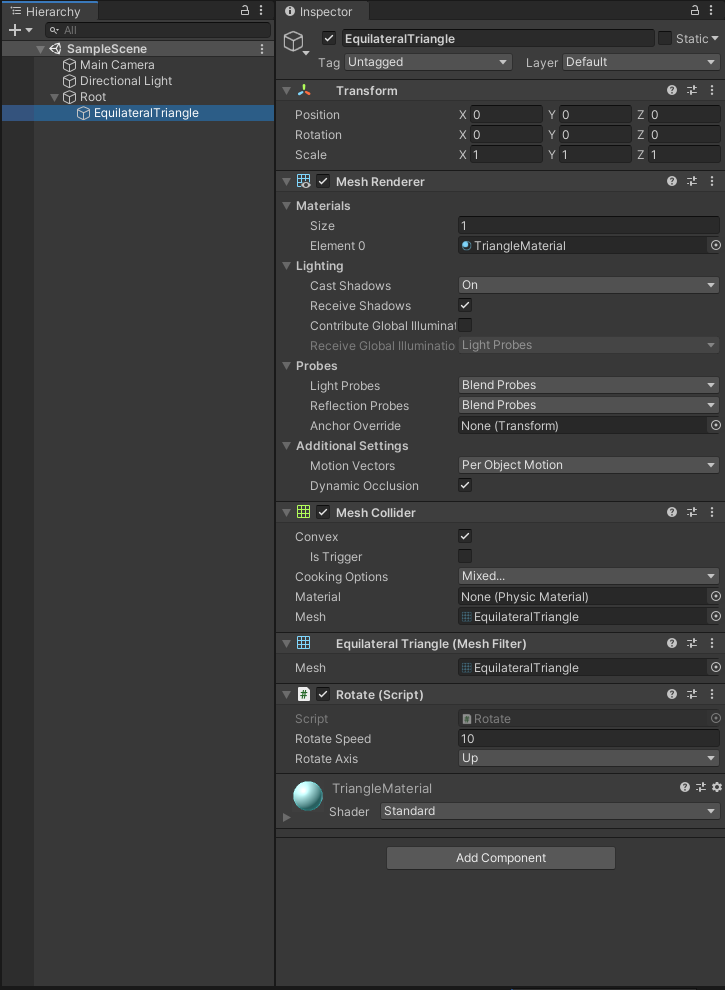 Hierarchy
All
SampleScene
Main Camera
Directional Light
Root
EquilateralTriangle
Inspector
EquilateralTriangle Static
Tag Untagged Layer Default
Transform
Position X 0 Y 0 Z 0
Rotation X 0 Y 0 Z 0
Scale X 1 Y 1 Z 1
Mesh Renderer
Materials
Size 1
Element 0 TriangleMaterial
Lighting
Cast Shadows On
Receive Shadows
Contribute Global Illuminat
Receive Global Illuminatio Light Probes
Probes
Light Probes Blend Probes
Reflection Probes Blend Probes
Anchor Override None (Transform)
Additional Settings
Motion Vectors Per Object Motion
Dynamic Occlusion
Mesh Collider
Convex
Is Trigger
Cooking Options Mixed...
Material None (Physic Material)
Mesh EquilateralTriangle
Equilateral Triangle (Mesh Filter)
Mesh EquilateralTriangle
# Rotate (Script)
Script Rotate
Rotate Speed 10
Rotate Axis Up
TriangleMaterial
Shader Standard
Add Component